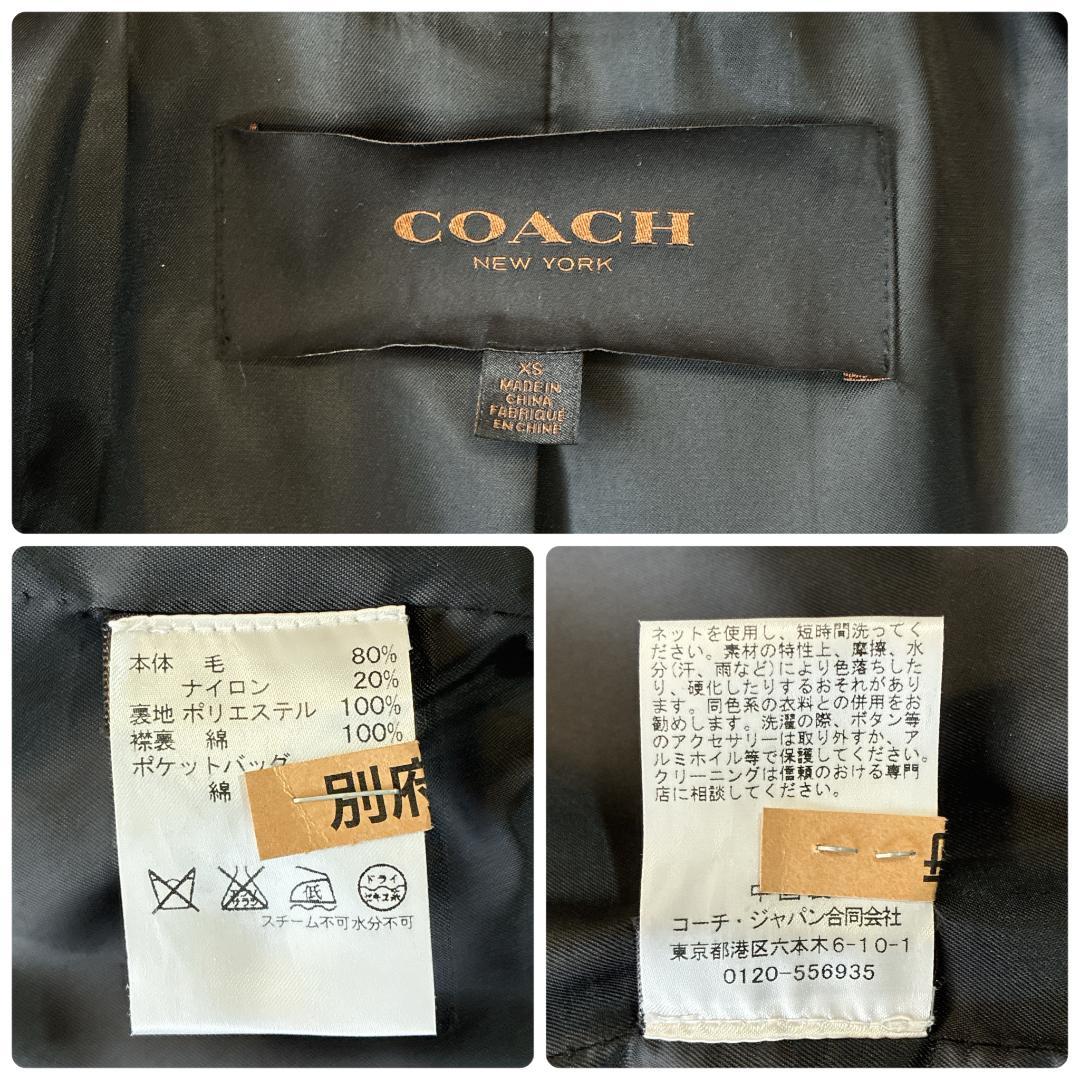 COACH
NEW YORK
XS
MADE IN
CHINA
FABRIQUÉ
EN CHINE
本体 毛 80%
ナイロン 20%
裏地 ポリエステル 100%
襟裏 綿 100%
ポケットバッグ
綿
別府
低
ドライ
セキユ系
スチーム不可 水分不可
ネットを使用し、短時間洗ってく
ださい。素材の特性上、摩擦、水
分(汗、雨など)により色落ちした
り、硬化したりするおそれがあり
ます。同色系の衣料との併用をお
勧めします。洗濯の際、ボタン等
のアクセサリーは取り外すか、ア
ルミホイル等で保護してください。
クリーニングは信頼のおける専門
店に相談してください。
コーチ・ジャパン合同会社
東京都港区六本木6-10-1
0120-556935